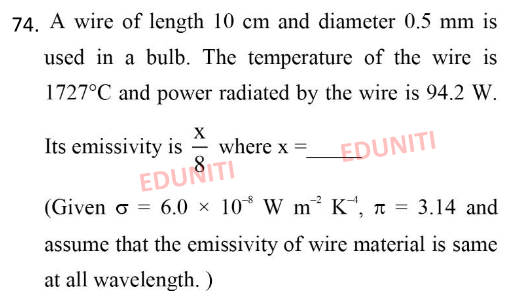 74. A wire of length 10 cm and diameter 0.5 mm is
used in a bulb. The temperature of the wire is
1727°C and power radiated by the wire is 94.2 W.
Its emissivity is x/8 where x =_____
EDUNITI
EDUNITI
(Given σ = 6.0 × 10⁻⁸ W m⁻² K⁻⁴, π = 3.14 and
assume that the emissivity of wire material is same
at all wavelength. )